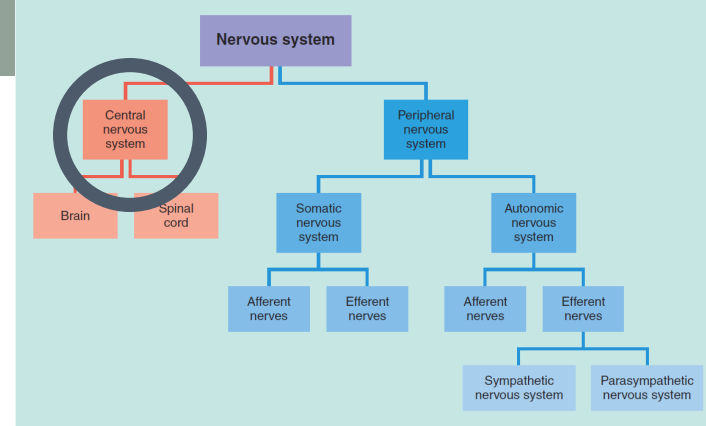 Nervous system
Central
nervous
system
Peripheral
nervous
system
Brain
Spinal
cord
Somatic
nervous
system
Autonomic
nervous
system
Afferent
nerves
Efferent
nerves
Afferent
nerves
Efferent
nerves
Sympathetic
nervous system
Parasympathetic
nervous system